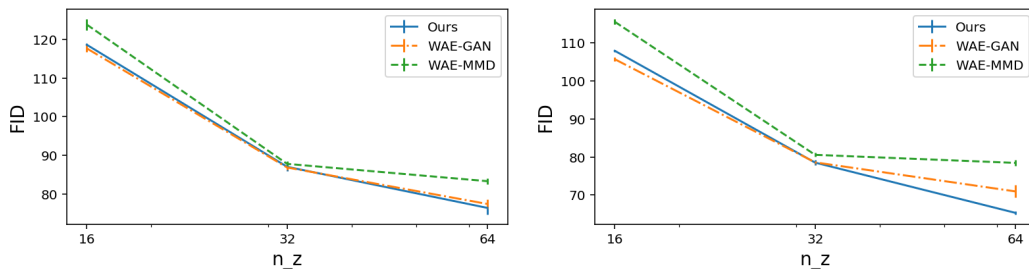 120
110
100
90
80
FID
16
32
64
n_z
Ours
WAE-GAN
WAE-MMD
110
100
90
80
70
FID
16
32
64
n_z
Ours
WAE-GAN
WAE-MMD